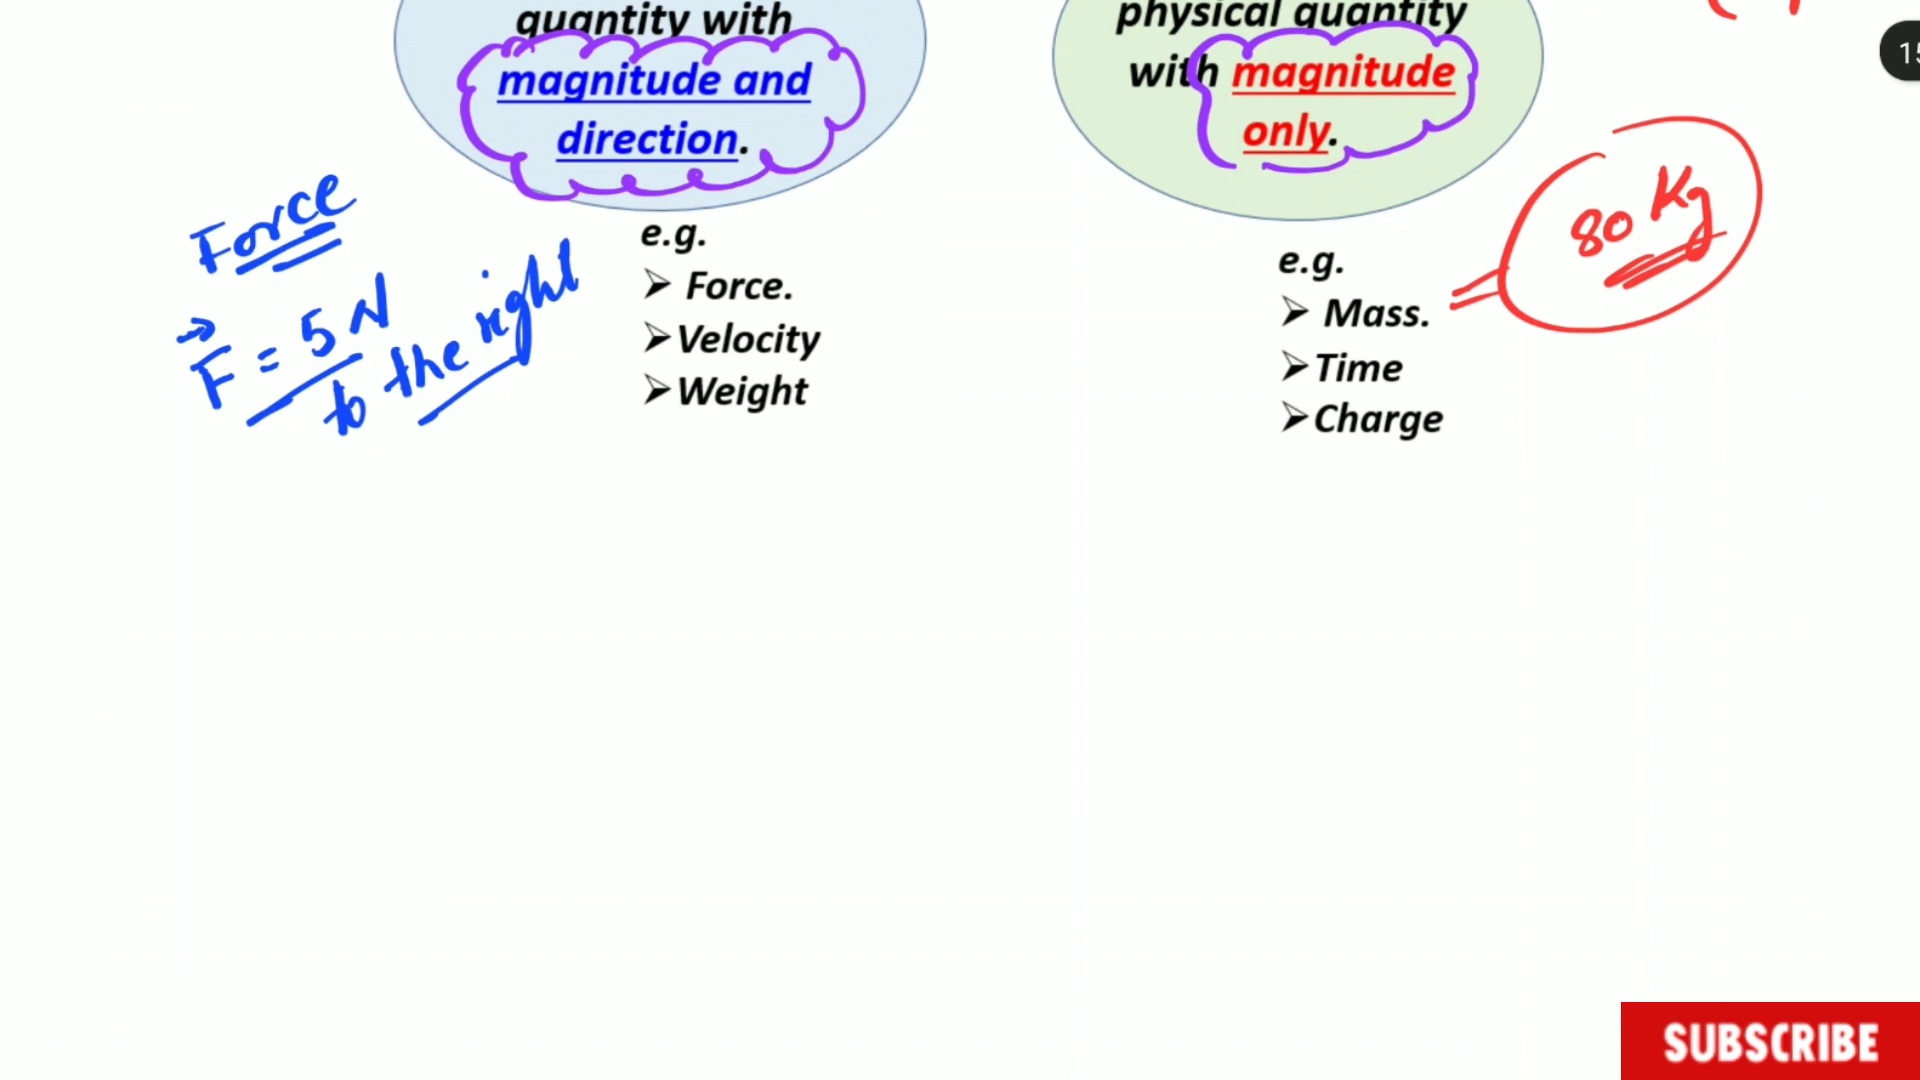 quantity with
magnitude and
direction.
physical quantity
with magnitude
only.
Force
F = 5 N
to the right
e.g.
➢ Force.
➢ Velocity
➢ Weight
e.g.
➢ Mass.
➢ Time
➢ Charge
80 Kg
15
SUBSCRIBE